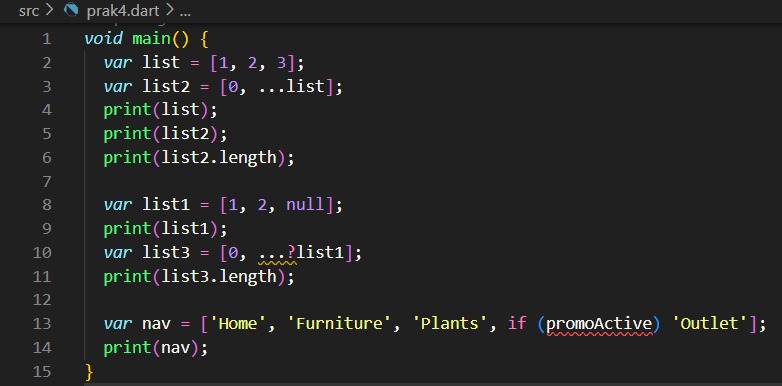 src > prak4.dart > ...
1 void main() {
2 var list = [1, 2, 3];
3 var list2 = [0, ...list];
4 print(list);
5 print(list2);
6 print(list2.length);
7
8 var list1 = [1, 2, null];
9 print(list1);
10 var list3 = [0, ...?list1];
11 print(list3.length);
12
13 var nav = ['Home', 'Furniture', 'Plants', if (promoActive) 'Outlet'];
14 print(nav);
15 }